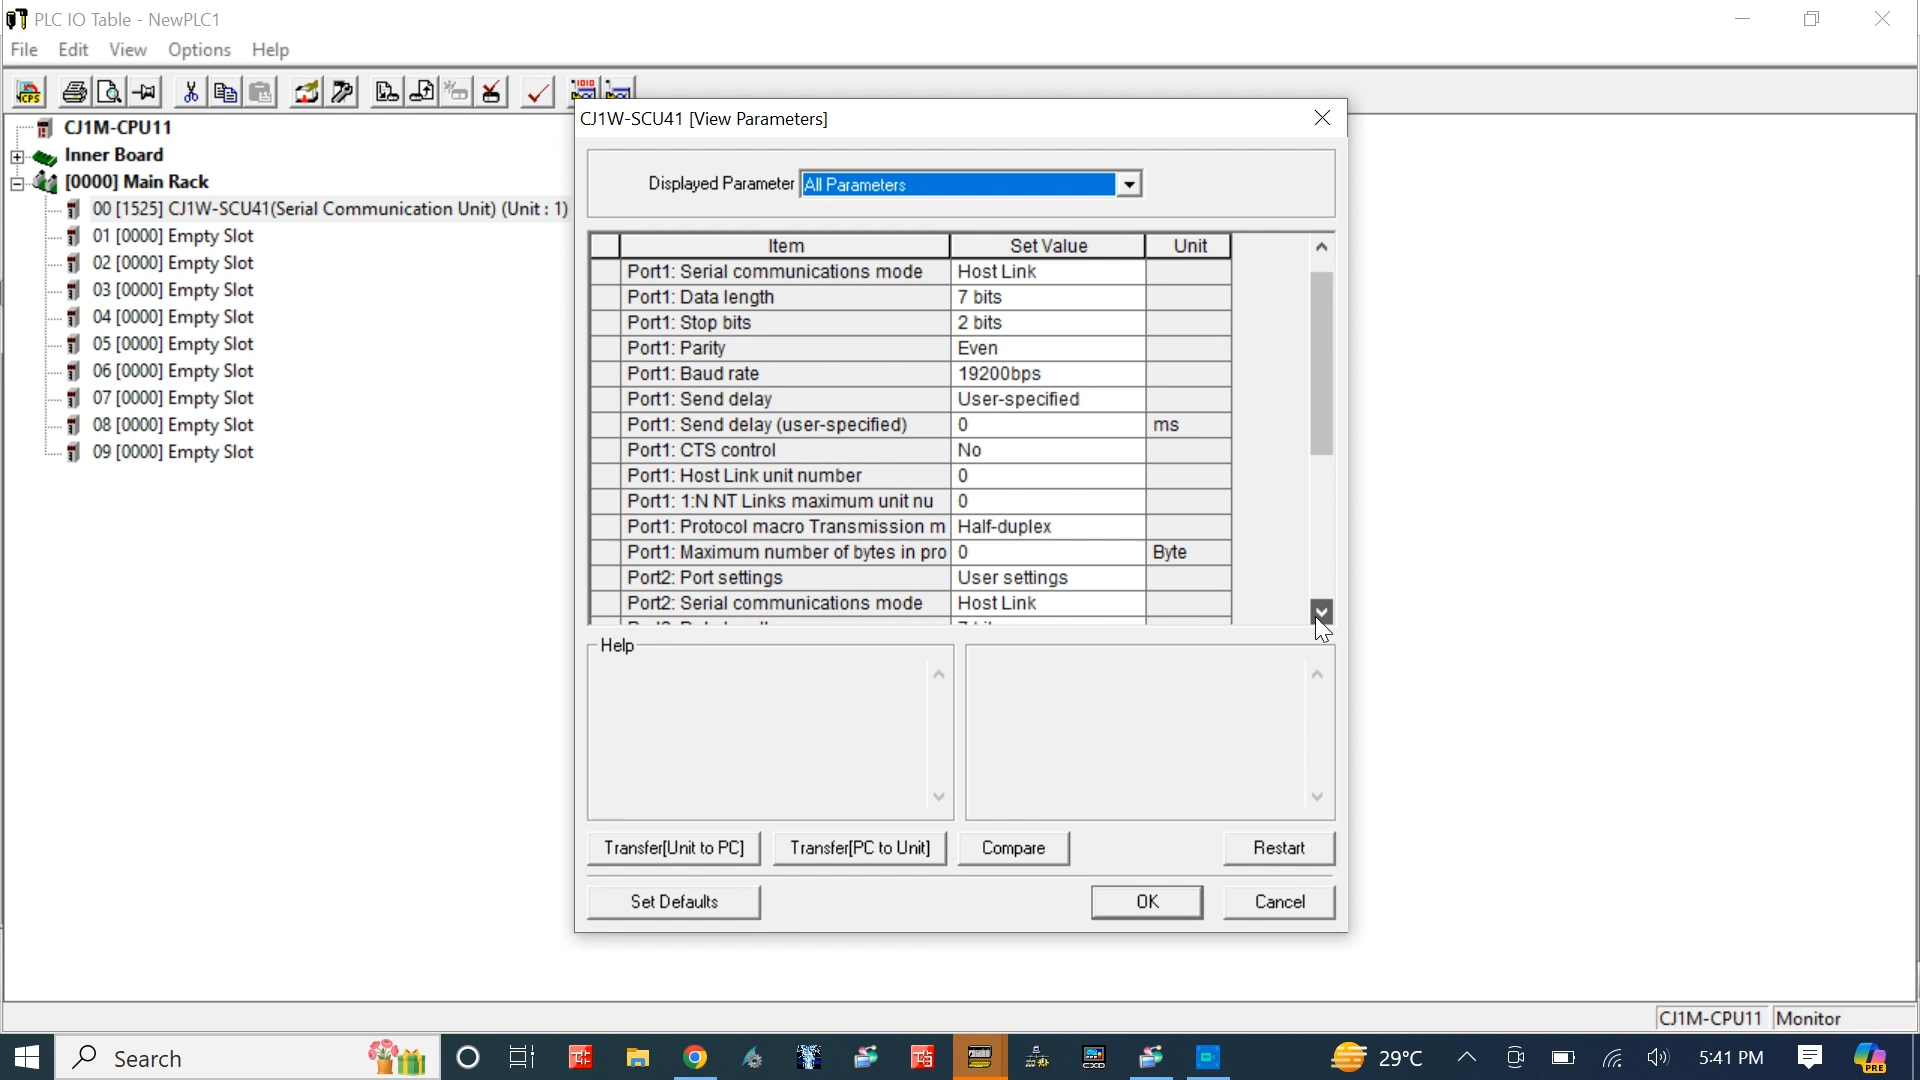 PLC IO Table - NewPLC1
File Edit View Options Help
CPS
1010
CJ1M-CPU11
Inner Board
[0000] Main Rack
00 [1525] CJ1W-SCU41(Serial Communication Unit) (Unit : 1)
01 [0000] Empty Slot
02 [0000] Empty Slot
03 [0000] Empty Slot
04 [0000] Empty Slot
05 [0000] Empty Slot
06 [0000] Empty Slot
07 [0000] Empty Slot
08 [0000] Empty Slot
09 [0000] Empty Slot
CJ1W-SCU41 [View Parameters]
Displayed Parameter All Parameters
Item Set Value Unit
Port1: Serial communications mode Host Link
Port1: Data length 7 bits
Port1: Stop bits 2 bits
Port1: Parity Even
Port1: Baud rate 19200bps
Port1: Send delay User-specified
Port1: Send delay (user-specified) 0 ms
Port1: CTS control No
Port1: Host Link unit number 0
Port1: 1:N NT Links maximum unit nu 0
Port1: Protocol macro Transmission m Half-duplex
Port1: Maximum number of bytes in pro 0 Byte
Port2: Port settings User settings
Port2: Serial communications mode Host Link
Help
Transfer[Unit to PC] Transfer[PC to Unit] Compare Restart
Set Defaults OK Cancel
CJ1M-CPU11 Monitor
Search
CXD
29°C
5:41 PM
PRE